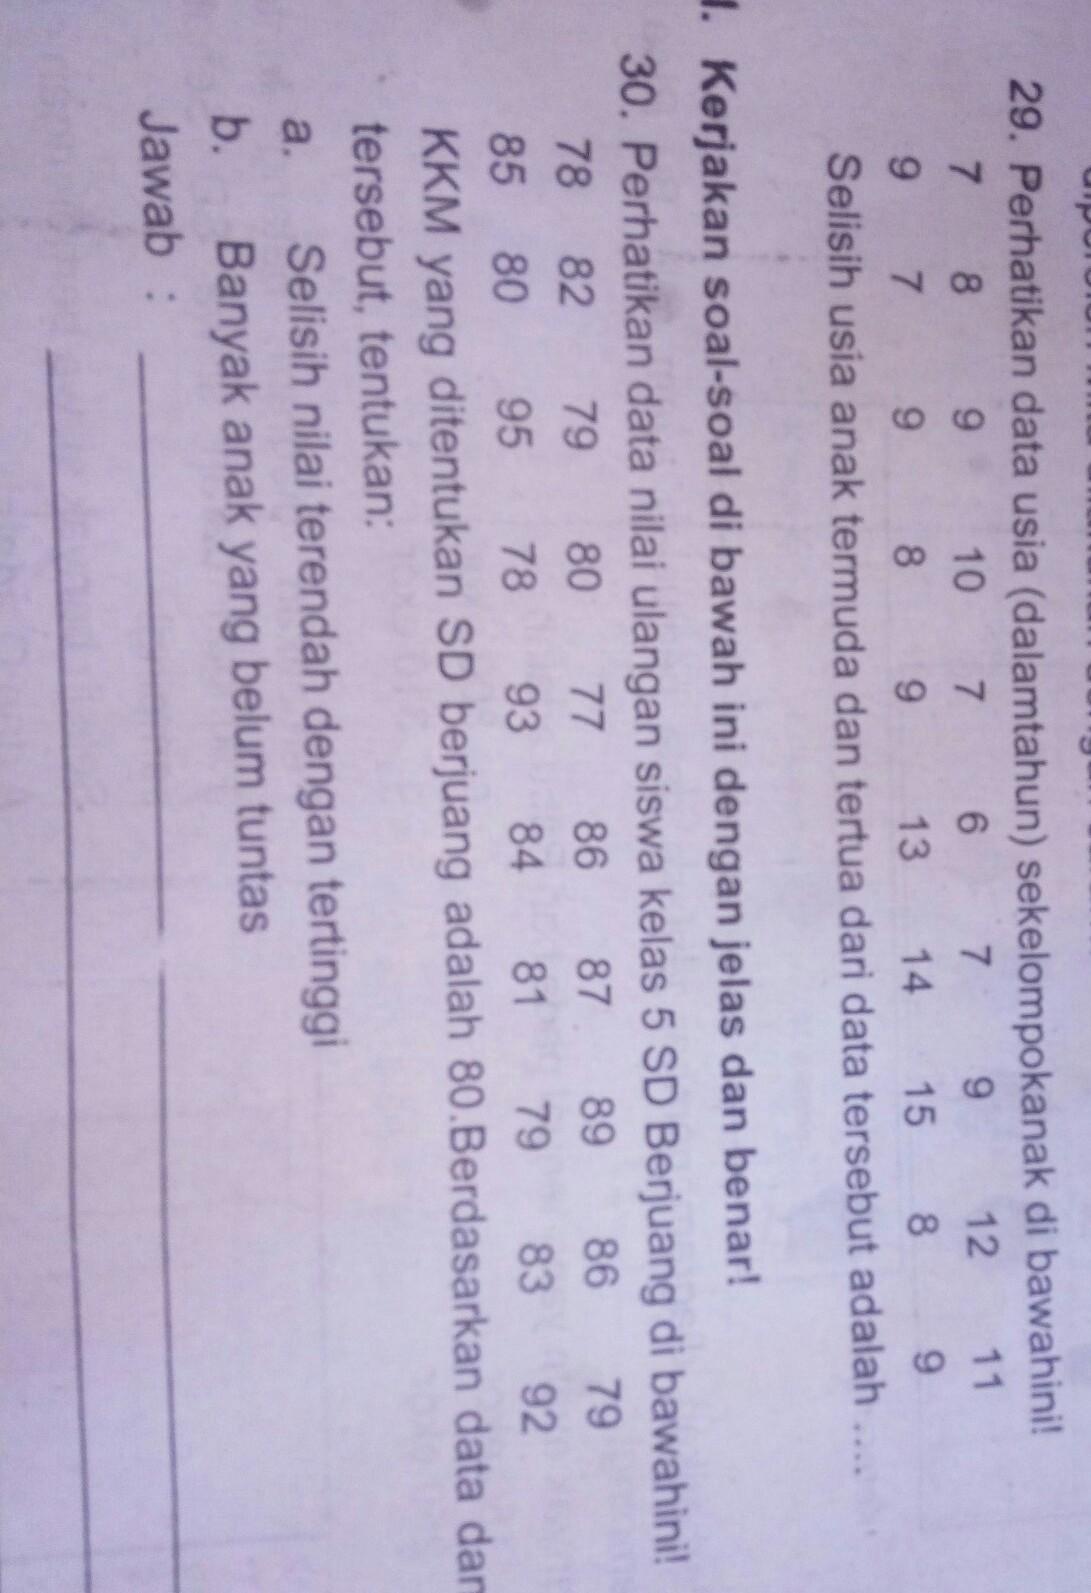 29. Perhatikan data usia (dalamtahun) sekelompokanak di bawahini!
7 8 9 10 7 6 7 9 12 11
9 7 9 8 9 13 14 15 8 9
Selisih usia anak termuda dan tertua dari data tersebut adalah ....
I. Kerjakan soal-soal di bawah ini dengan jelas dan benar!
30. Perhatikan data nilai ulangan siswa kelas 5 SD Berjuang di bawahini!
78 82 79 80 77 86 87 89 86 79
85 80 95 78 93 84 81 79 83 92
KKM yang ditentukan SD berjuang adalah 80.Berdasarkan data dan
tersebut, tentukan:
a. Selisih nilai terendah dengan tertinggi
b. Banyak anak yang belum tuntas
Jawab :